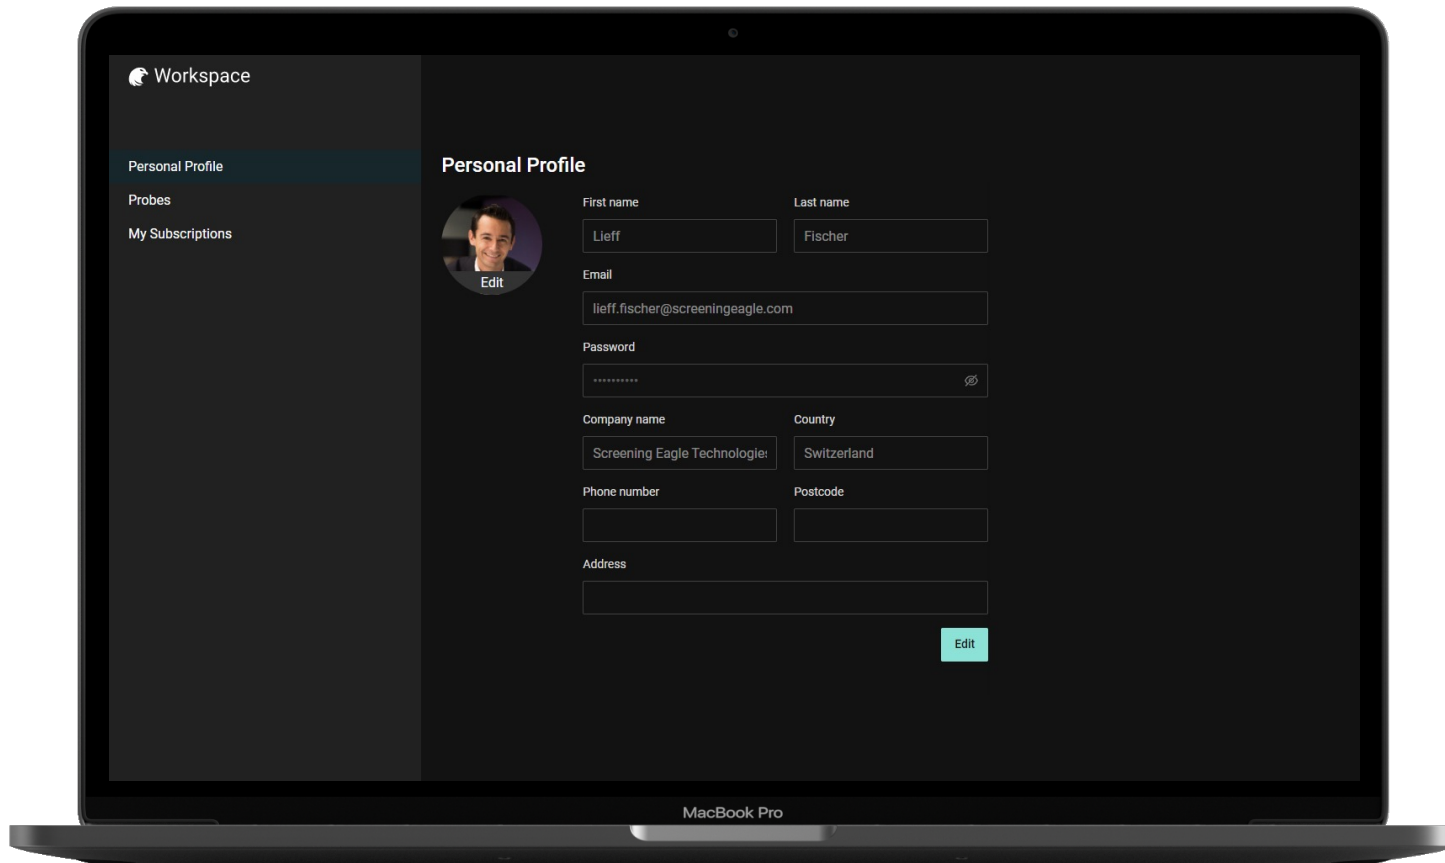 Workspace
Personal Profile
Probes
My Subscriptions
Personal Profile
Edit
First name
Last name
Lieff
Fischer
Email
lieff.fischer@screeningeagle.com
Password
••••••••••
Company name
Country
Screening Eagle Technologies
Switzerland
Phone number
Postcode
Address
Edit
MacBook Pro